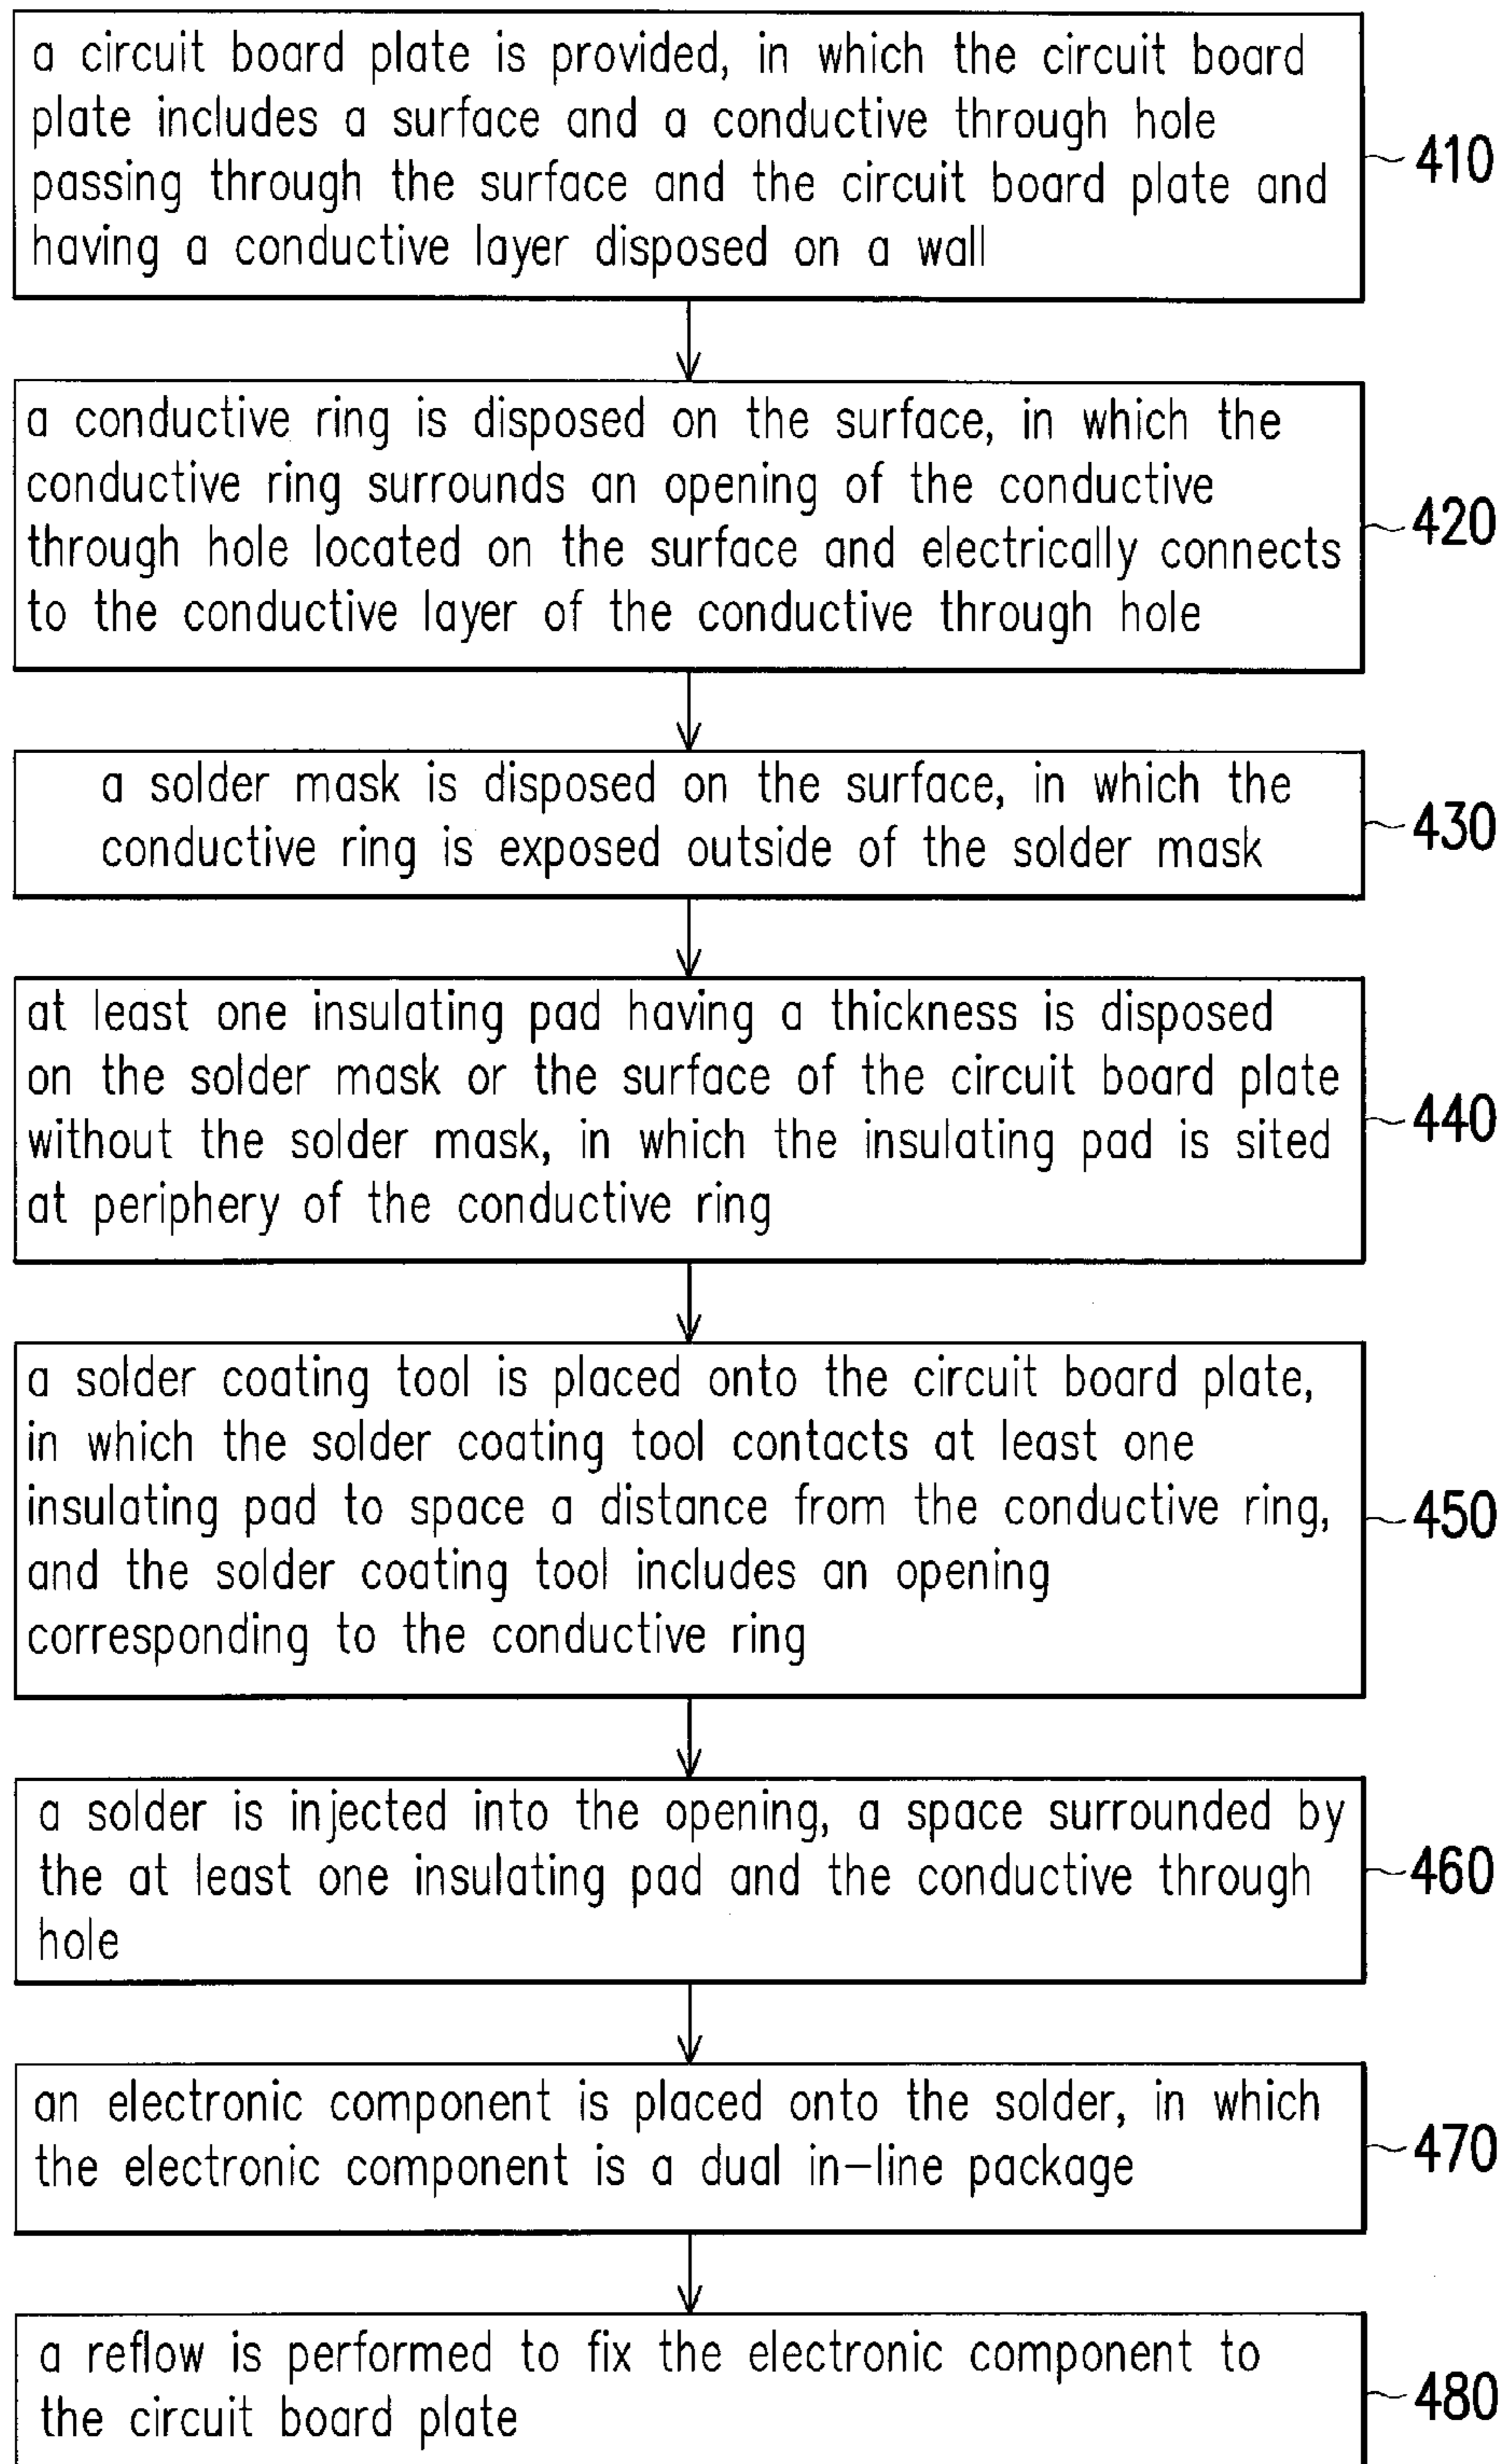 a circuit board plate is provided, in which the circuit board
plate includes a surface and a conductive through hole
passing through the surface and the circuit board plate and
having a conductive layer disposed on a wall
410
a conductive ring is disposed on the surface, in which the
conductive ring surrounds an opening of the conductive
through hole located on the surface and electrically connects
to the conductive layer of the conductive through hole
420
a solder mask is disposed on the surface, in which the
conductive ring is exposed outside of the solder mask
430
at least one insulating pad having a thickness is disposed
on the solder mask or the surface of the circuit board plate
without the solder mask, in which the insulating pad is sited
at periphery of the conductive ring
440
a solder coating tool is placed onto the circuit board plate,
in which the solder coating tool contacts at least one
insulating pad to space a distance from the conductive ring,
and the solder coating tool includes an opening
corresponding to the conductive ring
450
a solder is injected into the opening, a space surrounded by
the at least one insulating pad and the conductive through
hole
460
an electronic component is placed onto the solder, in which
the electronic component is a dual in-line package
470
a reflow is performed to fix the electronic component to
the circuit board plate
480